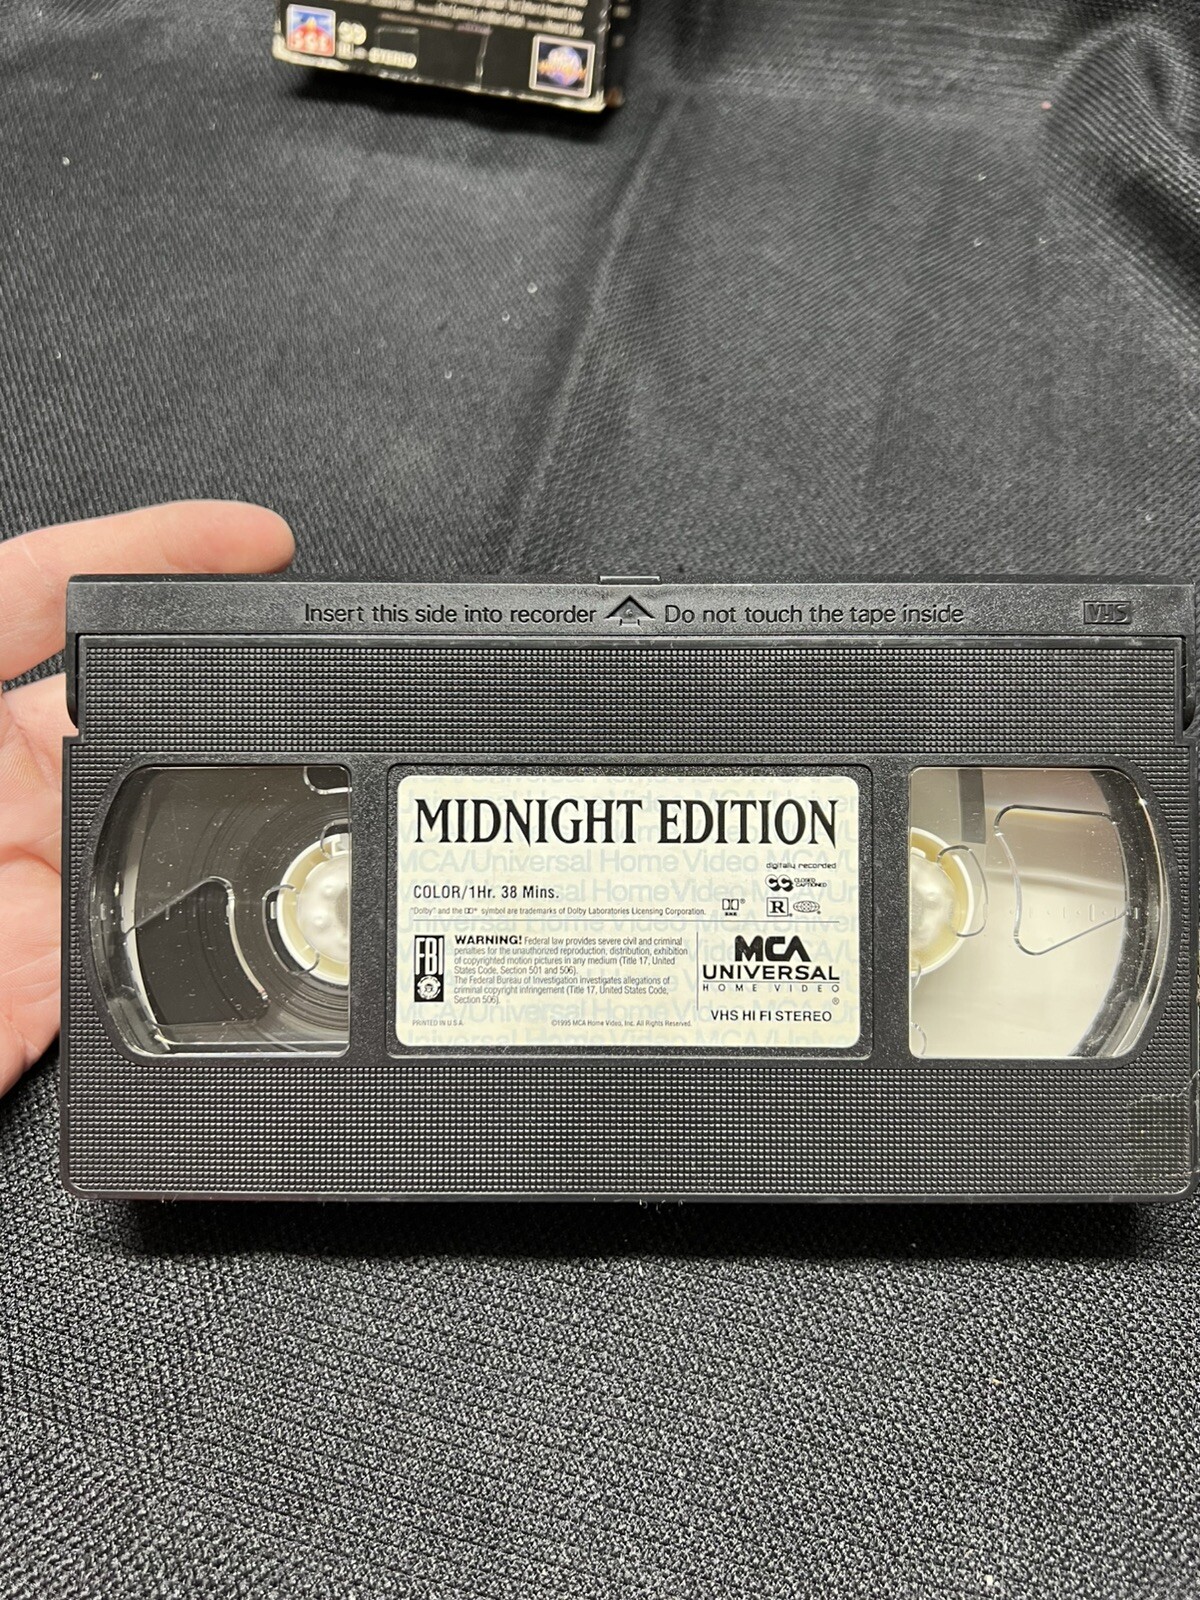 SGE
STEREO
Insert this side into recorder Do not touch the tape inside
VHS
MIDNIGHT EDITION
digitally recorded
COLOR/1Hr. 38 Mins.
CLOSED CAPTIONED
"Dolby" and the DD® symbol are trademarks of Dolby Laboratories Licensing Corporation.
R
FBI
WARNING! Federal law provides severe civil and criminal
penalties for the unauthorized reproduction, distribution, exhibition
of copyrighted motion pictures in any medium (Title 17, United
States Code, Section 501 and 506).
The Federal Bureau of Investigation investigates allegations of
criminal copyright infringement (Title 17, United States Code,
Section 506).
MCA
UNIVERSAL
HOME VIDEO
®
VHS HI FI STEREO
PRINTED IN U.S.A.
©1995 MCA Home Video, Inc. All Rights Reserved.